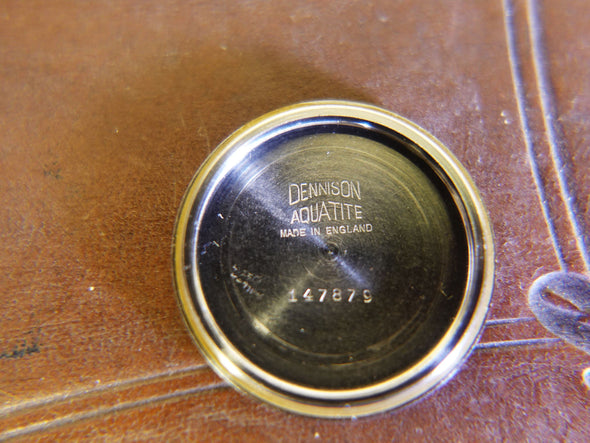 DENNISON
AQUATITE
MADE IN ENGLAND
147879